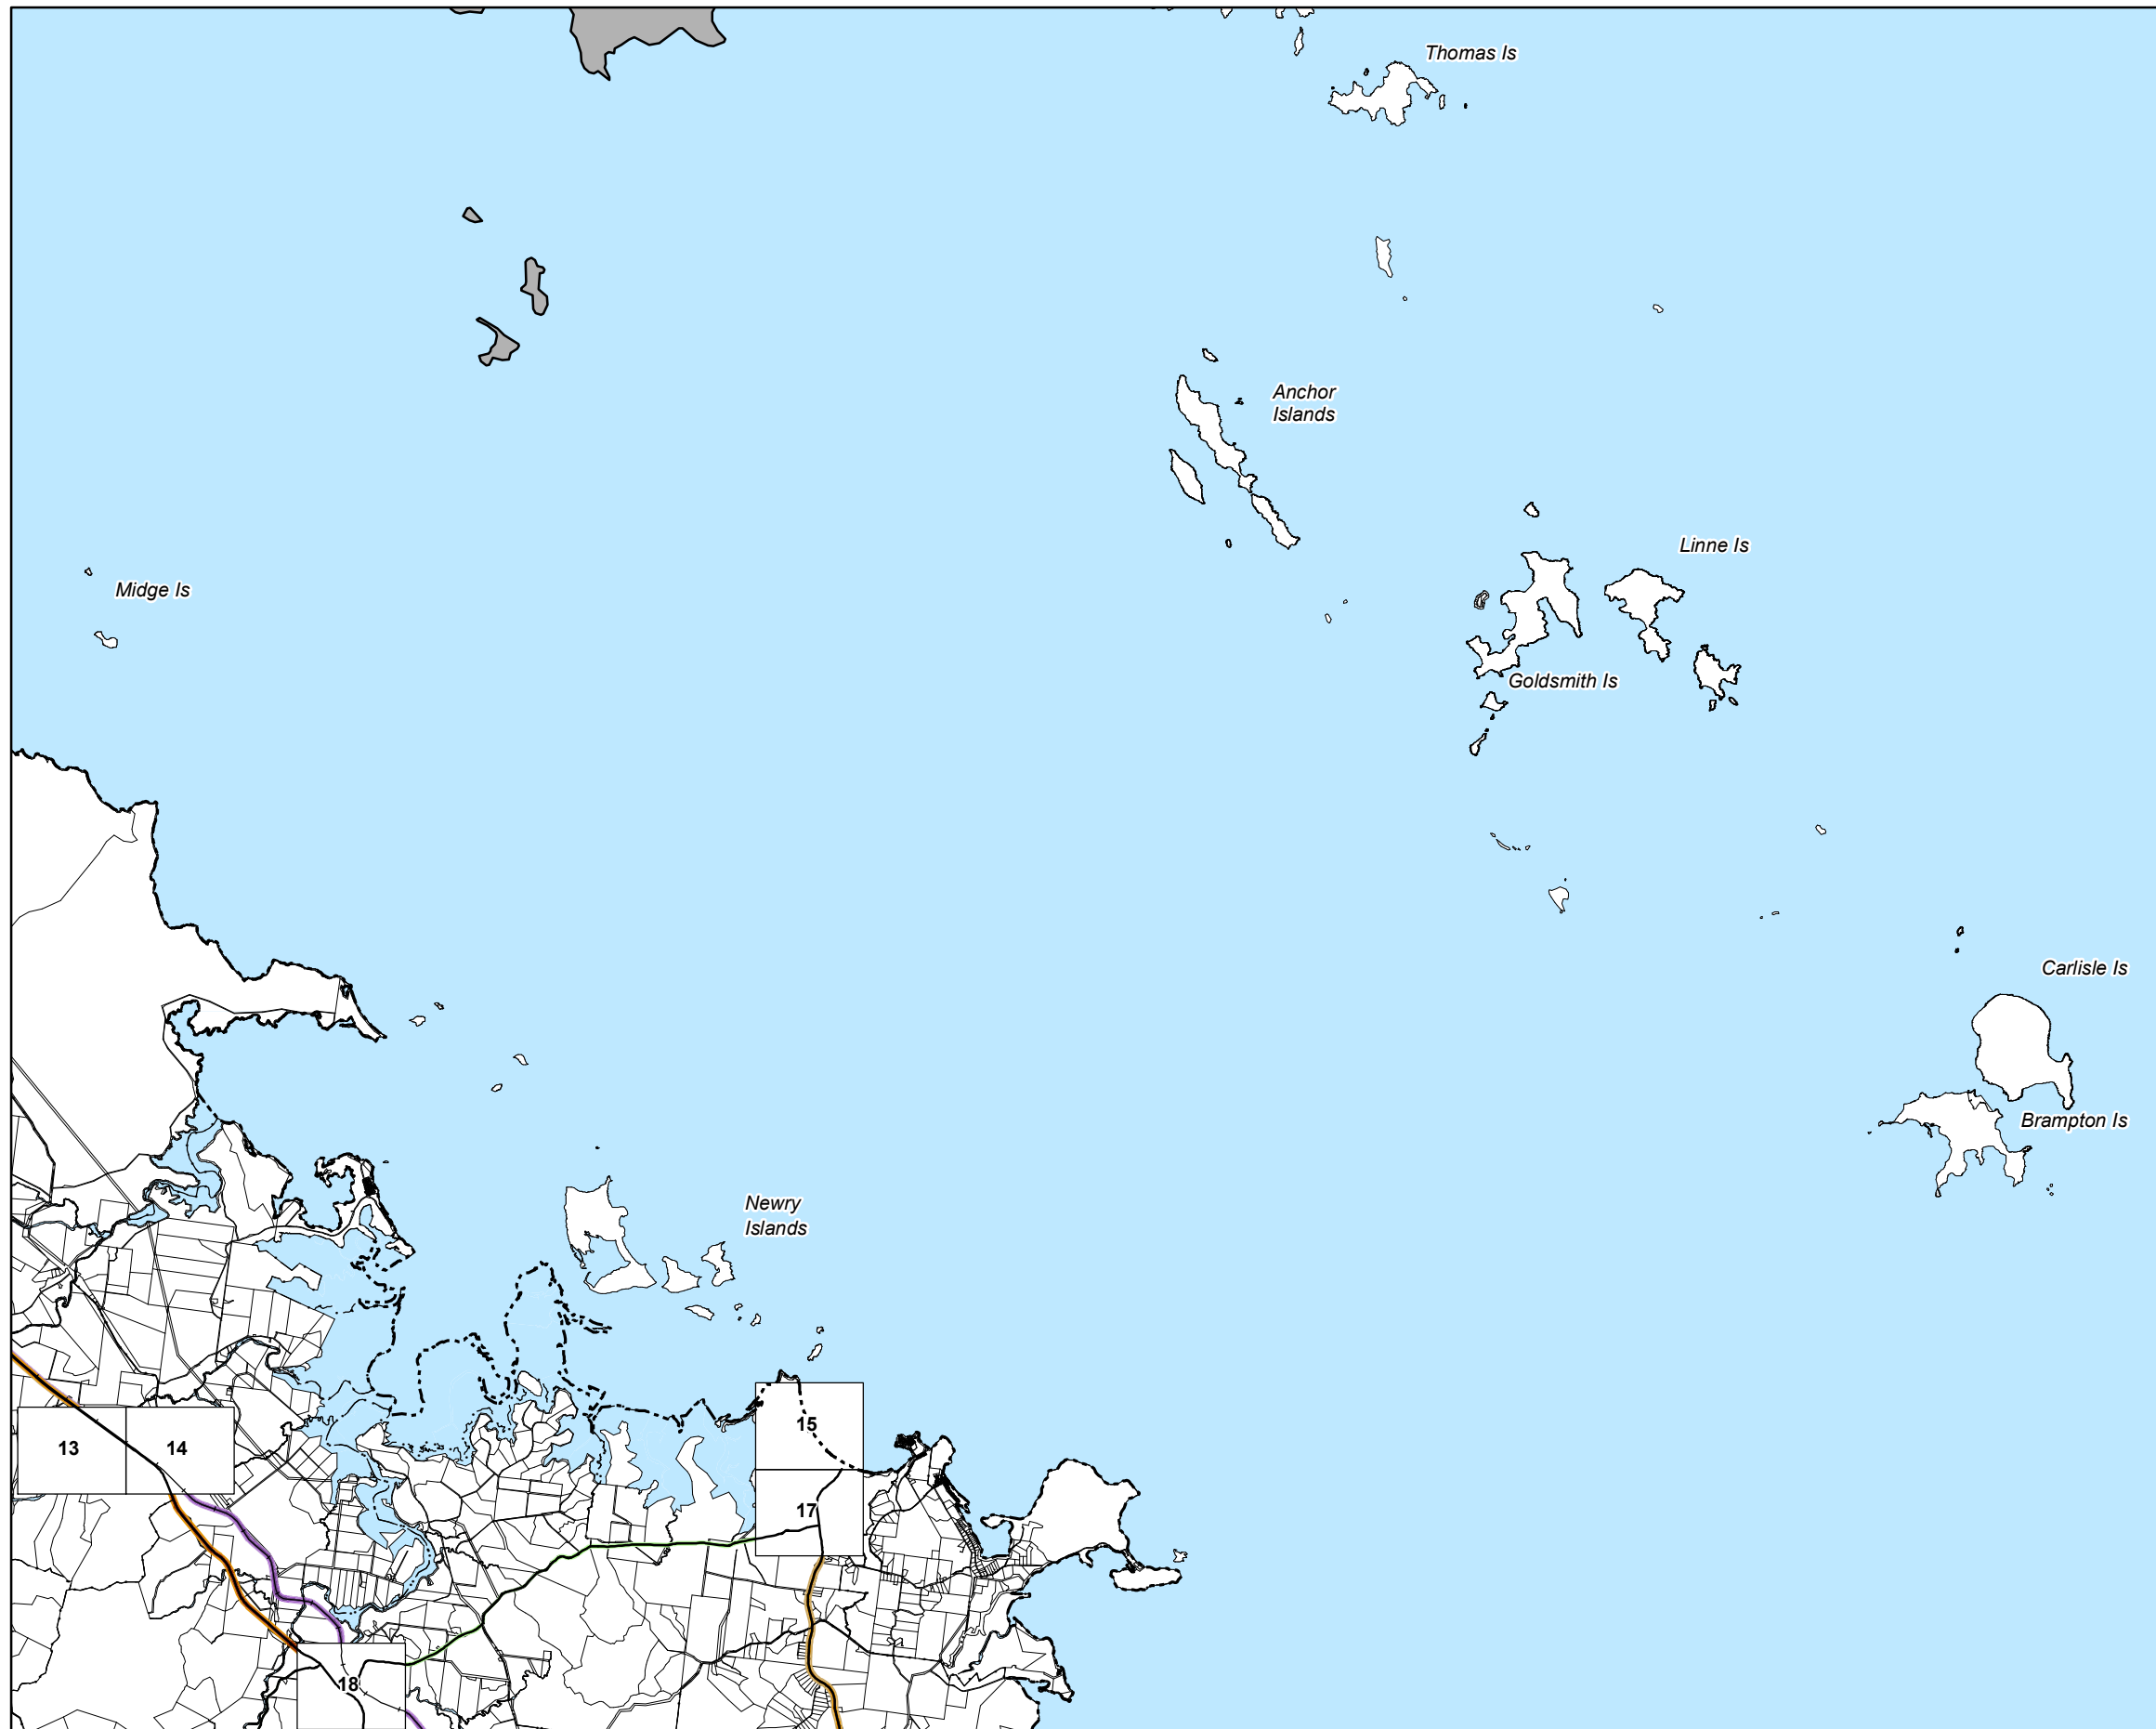 Thomas Is
Anchor
Islands
Linne Is
Midge Is
Goldsmith Is
Carlisle Is
Brampton Is
Newry
Islands
15
13
14
17
18